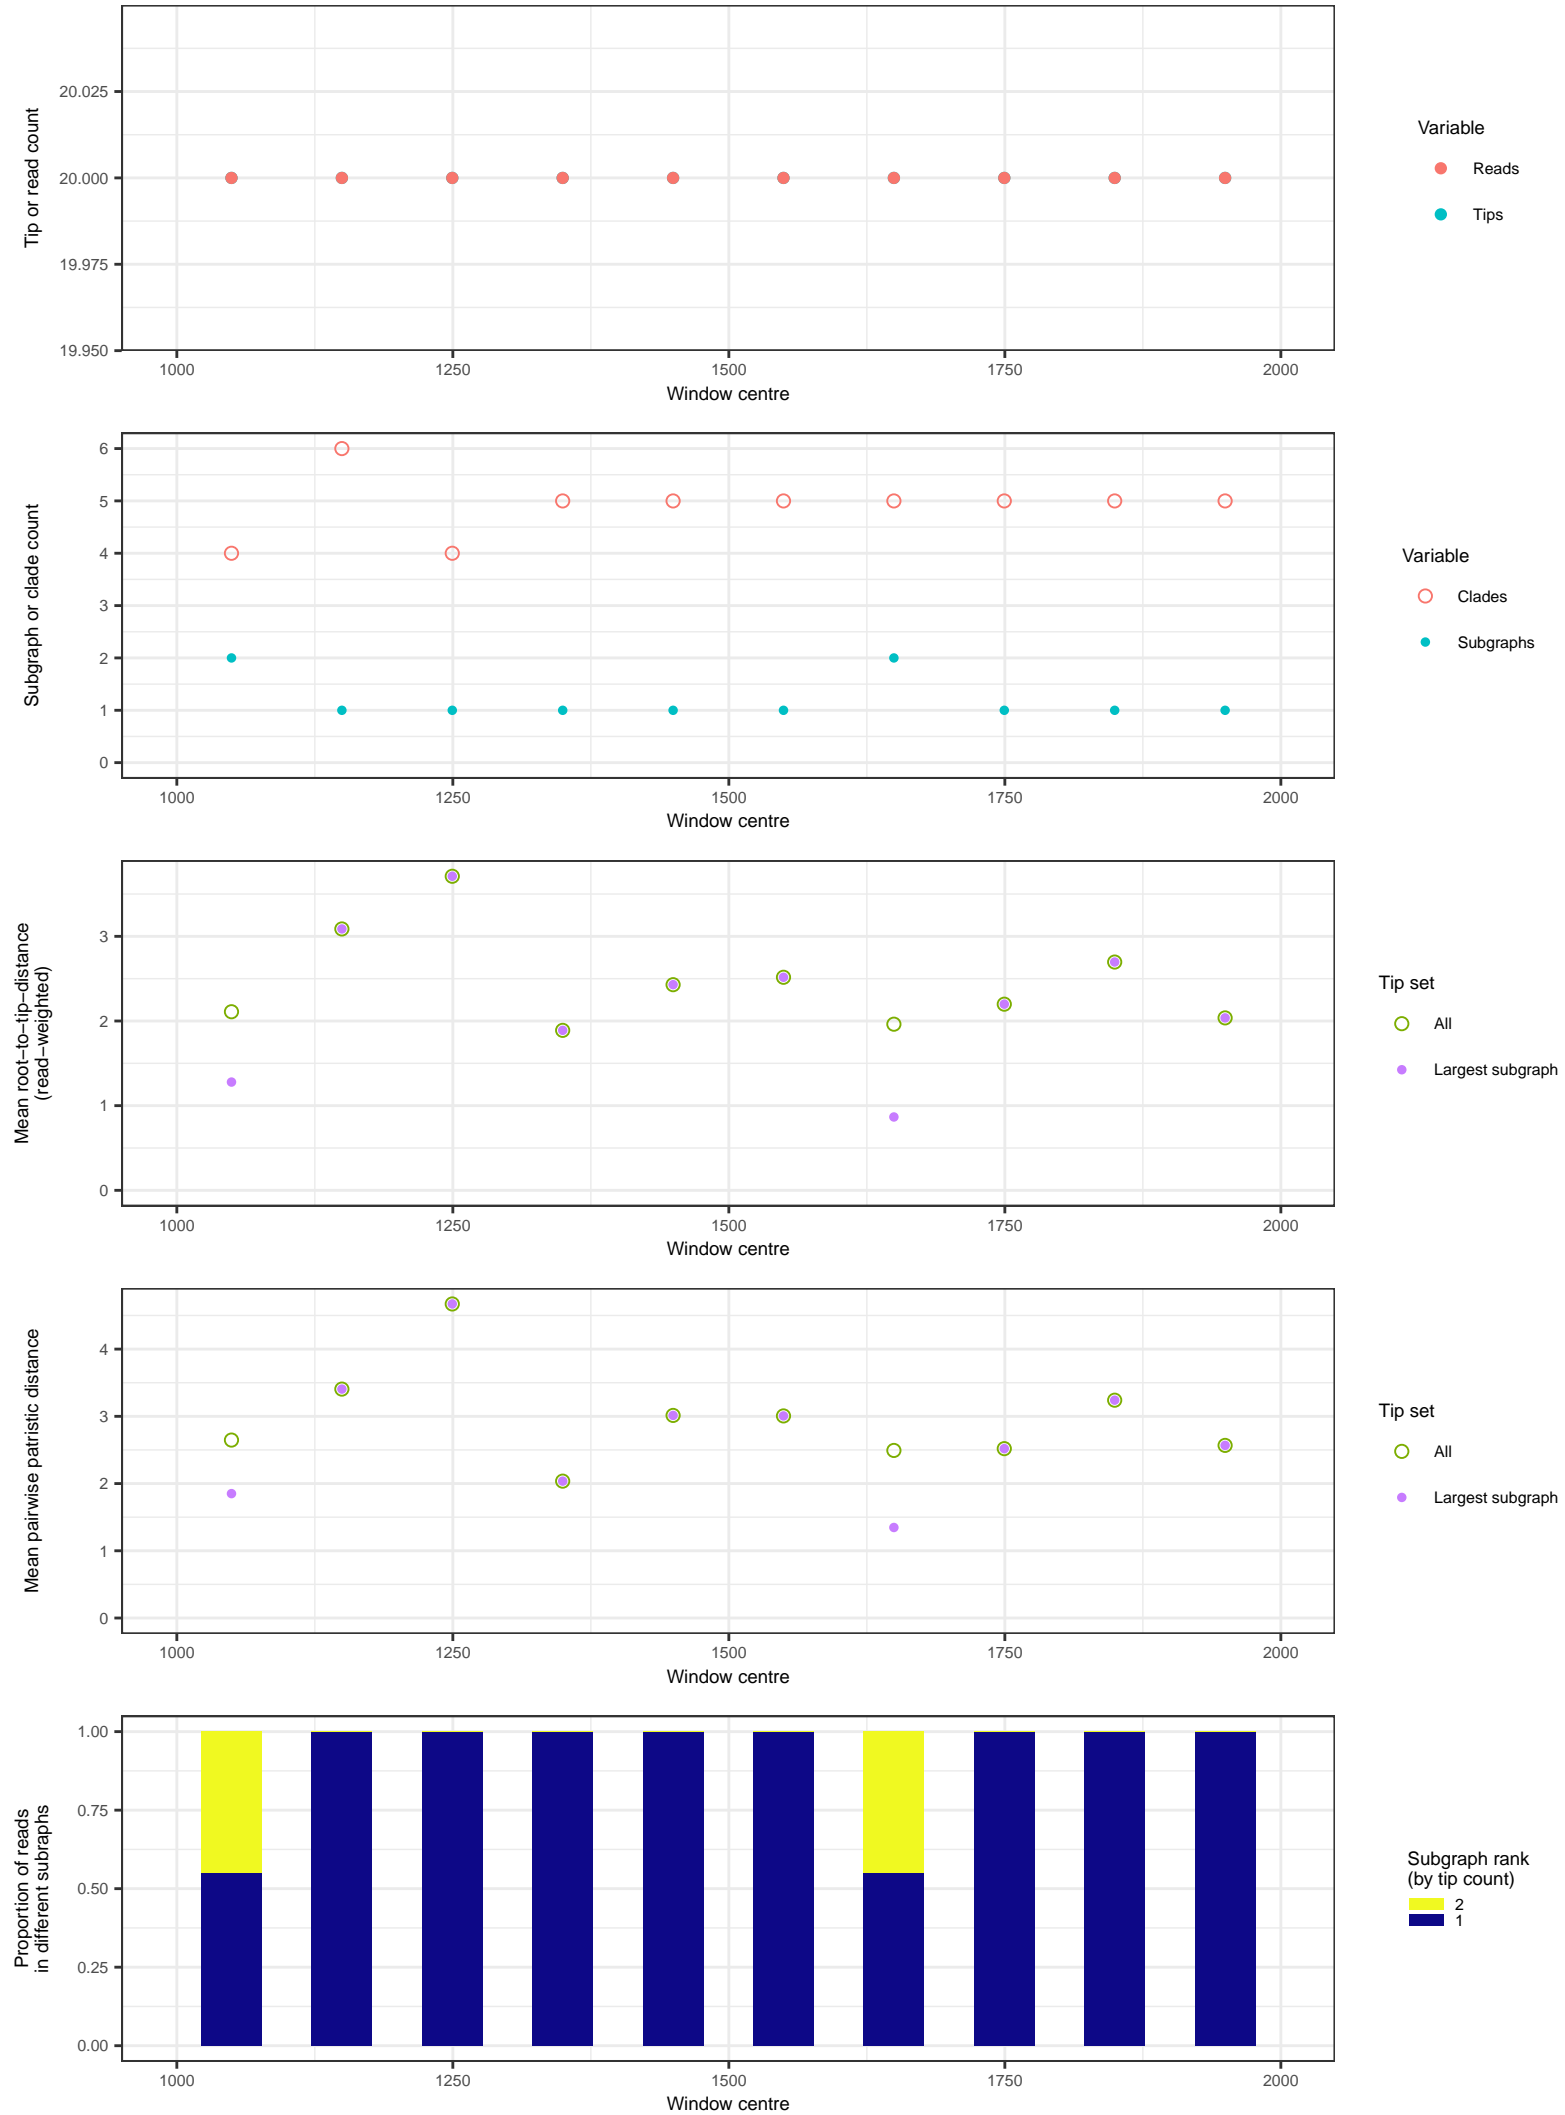 Tip or read count
20.025
20.000
19.975
19.950
1000 1250 1500 1750 2000
Window centre
Variable
Reads
Tips
Subgraph or clade count
6
5
4
3
2
1
0
1000 1250 1500 1750 2000
Window centre
Variable
Clades
Subgraphs
Mean root−to−tip−distance
(read−weighted)
3
2
1
0
1000 1250 1500 1750 2000
Window centre
Tip set
All
Largest subgraph
Mean pairwise patristic distance
4
3
2
1
0
1000 1250 1500 1750 2000
Window centre
Tip set
All
Largest subgraph
Proportion of reads
in different subraphs
1.00
0.75
0.50
0.25
0.00
1000 1250 1500 1750 2000
Window centre
Subgraph rank
(by tip count)
2
1